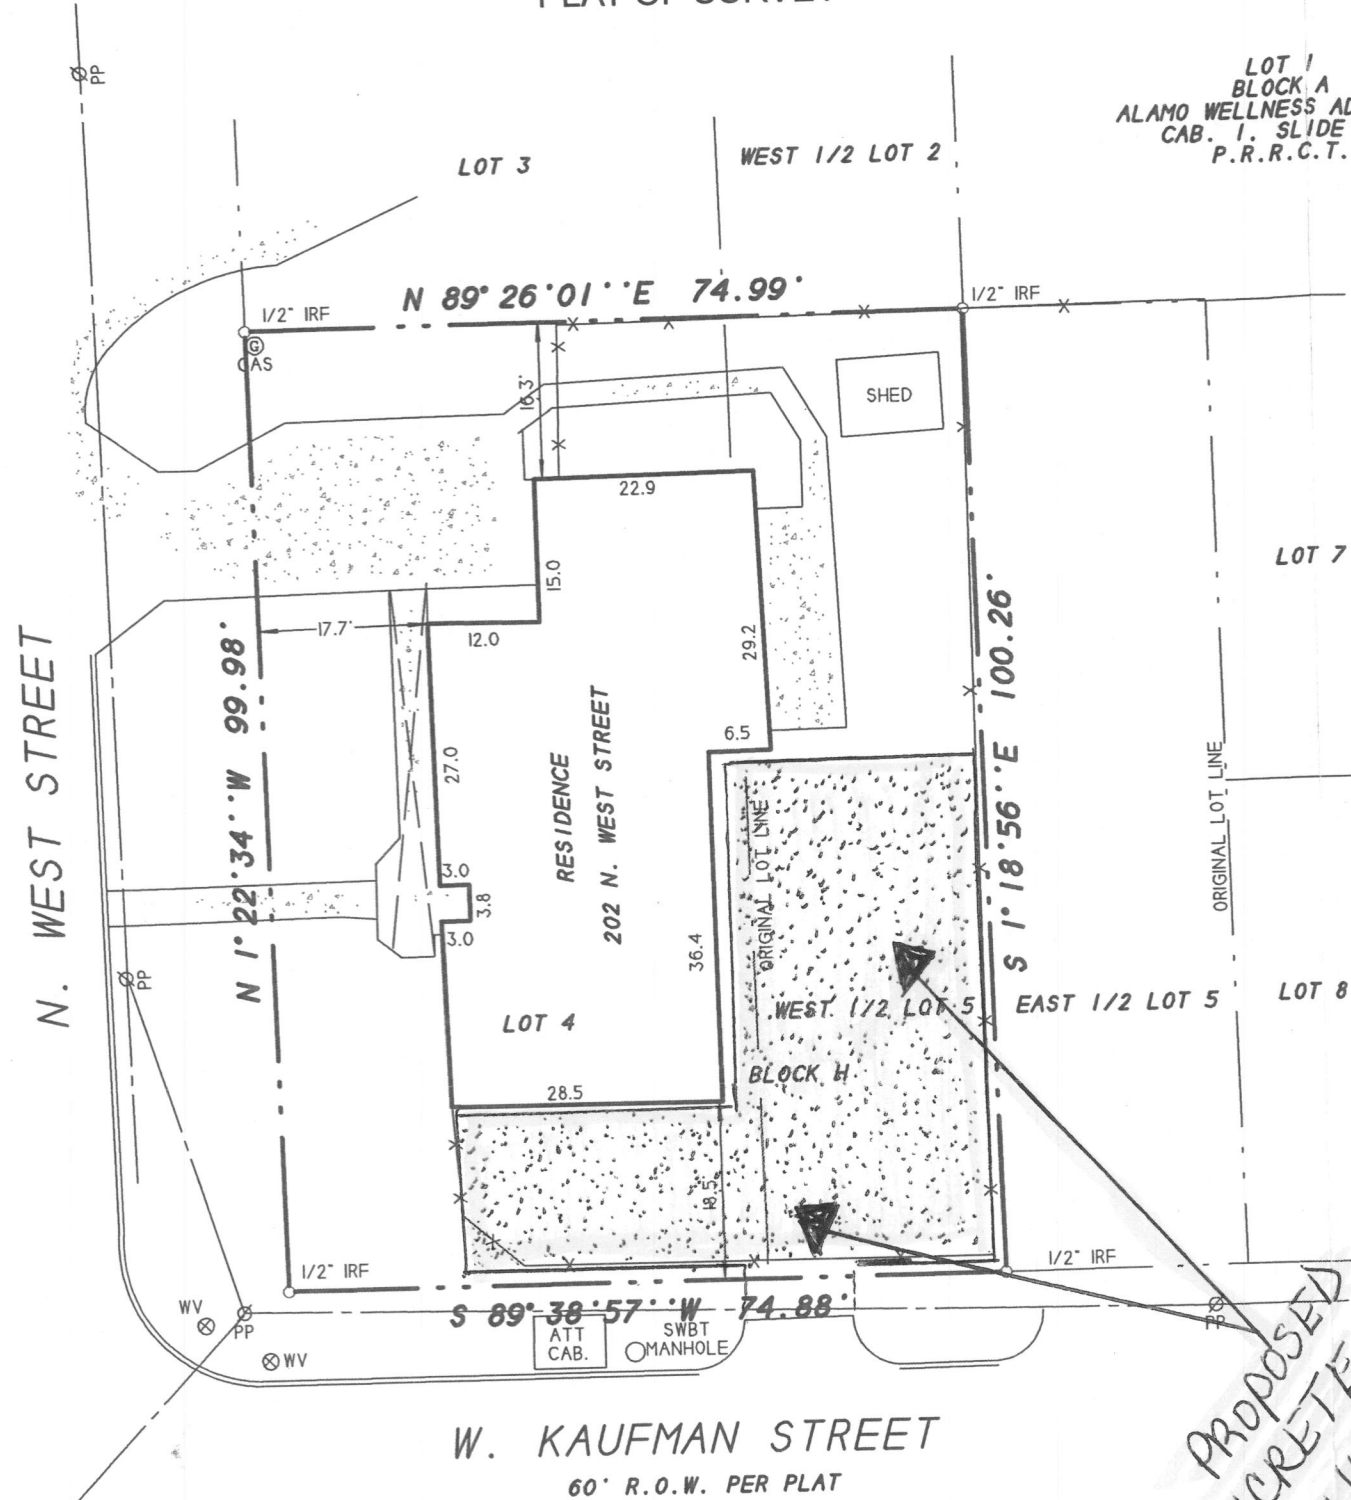 PLAT OF SURVEY
PP
LOT 1
BLOCK A
ALAMO WELLNESS
CAB. I. SLIDE
P.R.R.C.T.
LOT 3
WEST 1/2 LOT 2
N 89°26'01''E 74.99'
1/2" IRF
1/2" IRF
G
GAS
16.3'
SHED
22.9
LOT 7
15.0
17.7'
12.0
29.2
N. WEST STREET
N 1°22'34''W 99.98'
S 1°18'56''E 100.26'
RESIDENCE
202 N. WEST STREET
6.5
27.0
ORIGINAL LOT LINE
ORIGINAL LOT LINE
3.0
3.8
3.0
36.4
PP
LOT 4
WEST 1/2 LOT 5
EAST 1/2 LOT 5
LOT 8
BLOCK H
28.5
18.5
1/2" IRF
1/2" IRF
S 89°38'57''W 74.88'
WV
PP
WV
ATT
CAB.
SWBT
MANHOLE
PP
PROPOSED
W. KAUFMAN STREET
60' R.O.W. PER PLAT